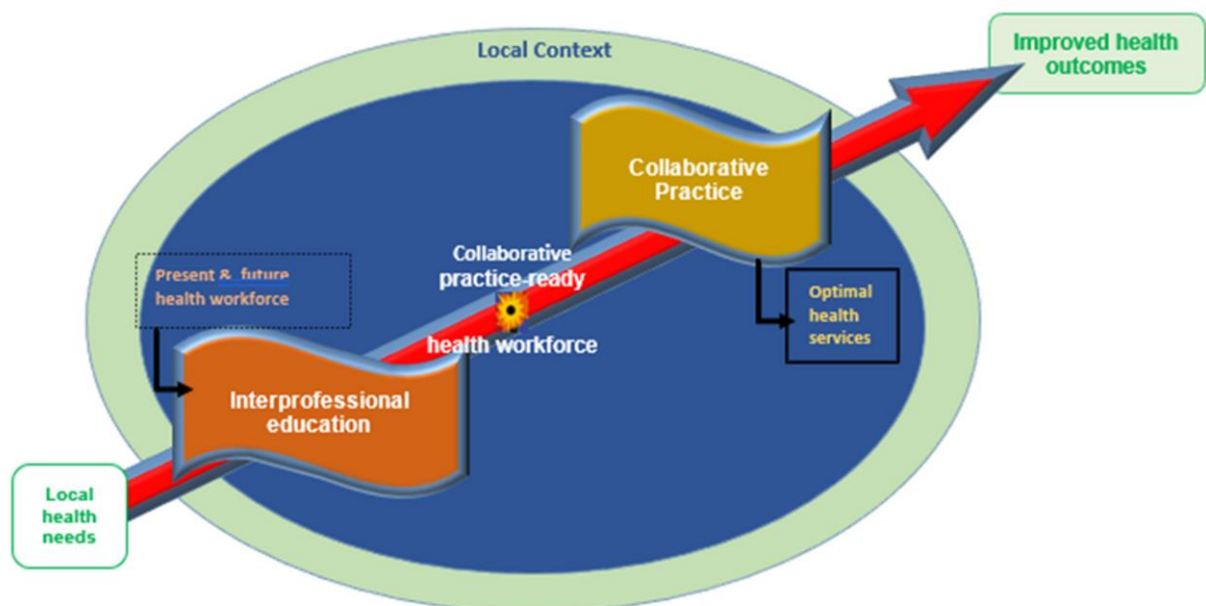 Local Context
Improved health
outcomes
Collaborative
Practice
Collaborative
practice-ready
health workforce
Present & future
health workforce
Optimal
health
services
Interprofessional
education
Local
health
needs